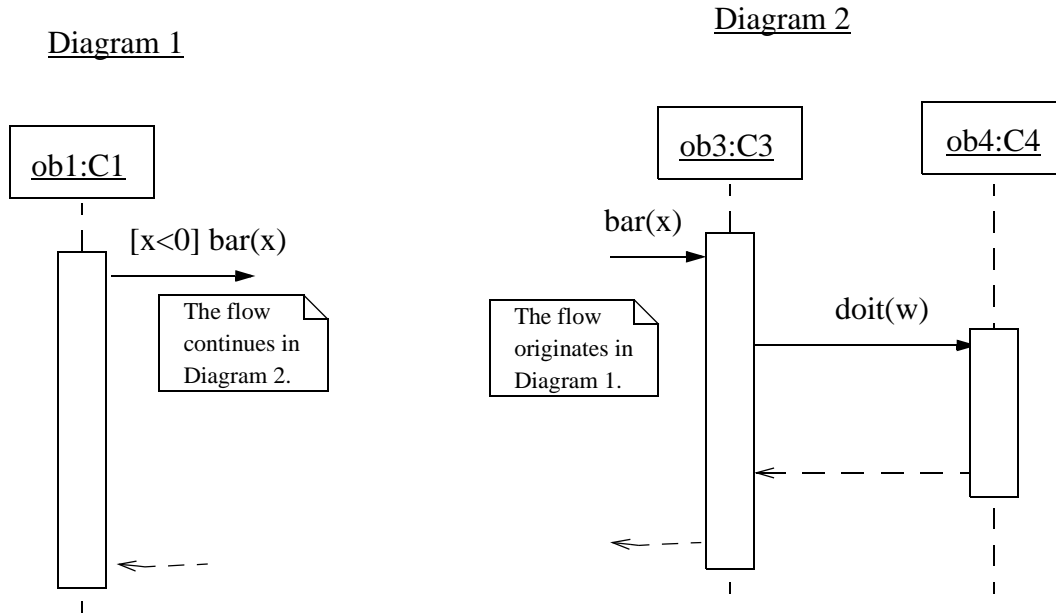 Diagram 1
ob1:C1
[x<0] bar(x)
The flow
continues in
Diagram 2.
Diagram 2
ob3:C3
ob4:C4
bar(x)
The flow
originates in
Diagram 1.
doit(w)